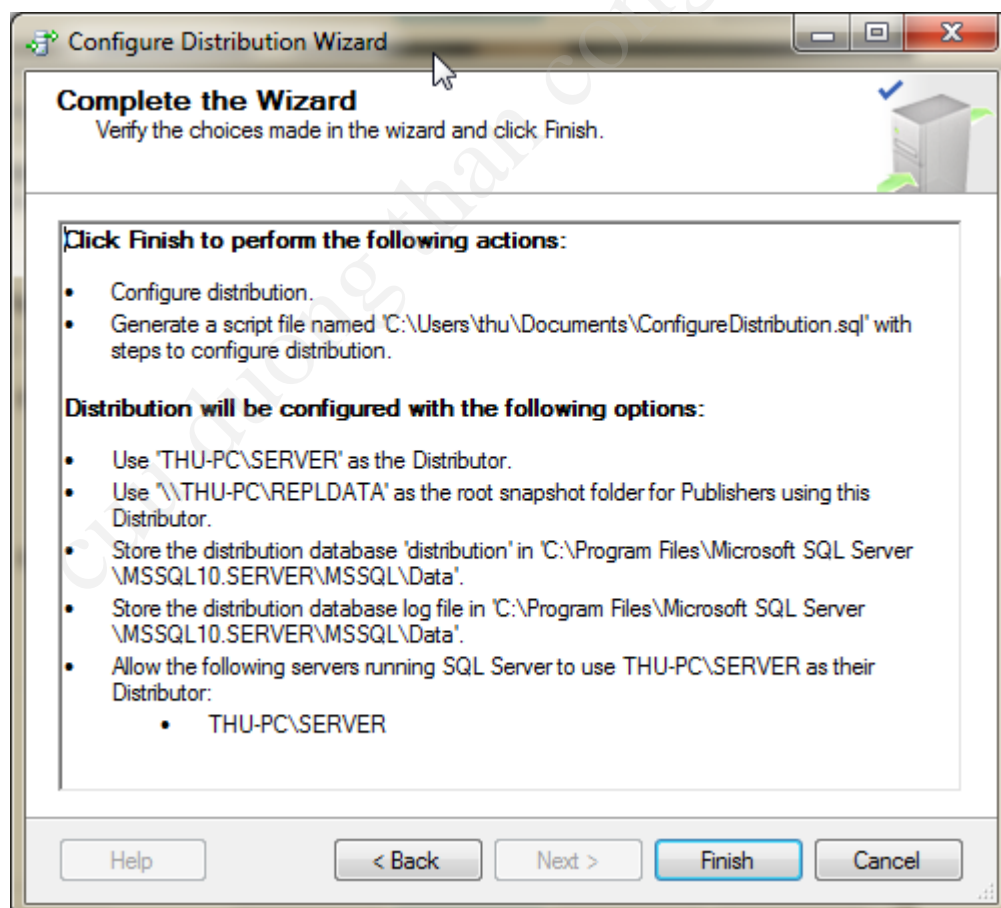 Configure Distribution Wizard
Complete the Wizard
Verify the choices made in the wizard and click Finish.
Click Finish to perform the following actions:
• Configure distribution.
• Generate a script file named 'C:\Users\thu\Documents\ConfigureDistribution.sql' with
steps to configure distribution.
Distribution will be configured with the following options:
• Use 'THU-PC\SERVER' as the Distributor.
• Use '\\THU-PC\REPLDATA' as the root snapshot folder for Publishers using this
Distributor.
• Store the distribution database 'distribution' in 'C:\Program Files\Microsoft SQL Server
\MSSQL10.SERVER\MSSQL\Data'.
• Store the distribution database log file in 'C:\Program Files\Microsoft SQL Server
\MSSQL10.SERVER\MSSQL\Data'.
• Allow the following servers running SQL Server to use THU-PC\SERVER as their
Distributor:
• THU-PC\SERVER
Help
< Back
Next >
Finish
Cancel
cuu duong than cong